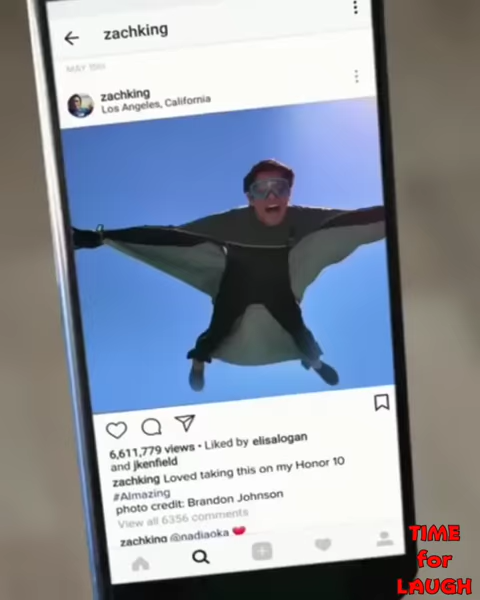 zachking
MAY 15th
zachking
Los Angeles, California
6,611,779 views • Liked by elisalogan
and jkenfield
zachking Loved taking this on my Honor 10
#AImazing
photo credit: Brandon Johnson
View all 6356 comments
zachking @nadiaoka ❤️
TIME
for
LAUGH